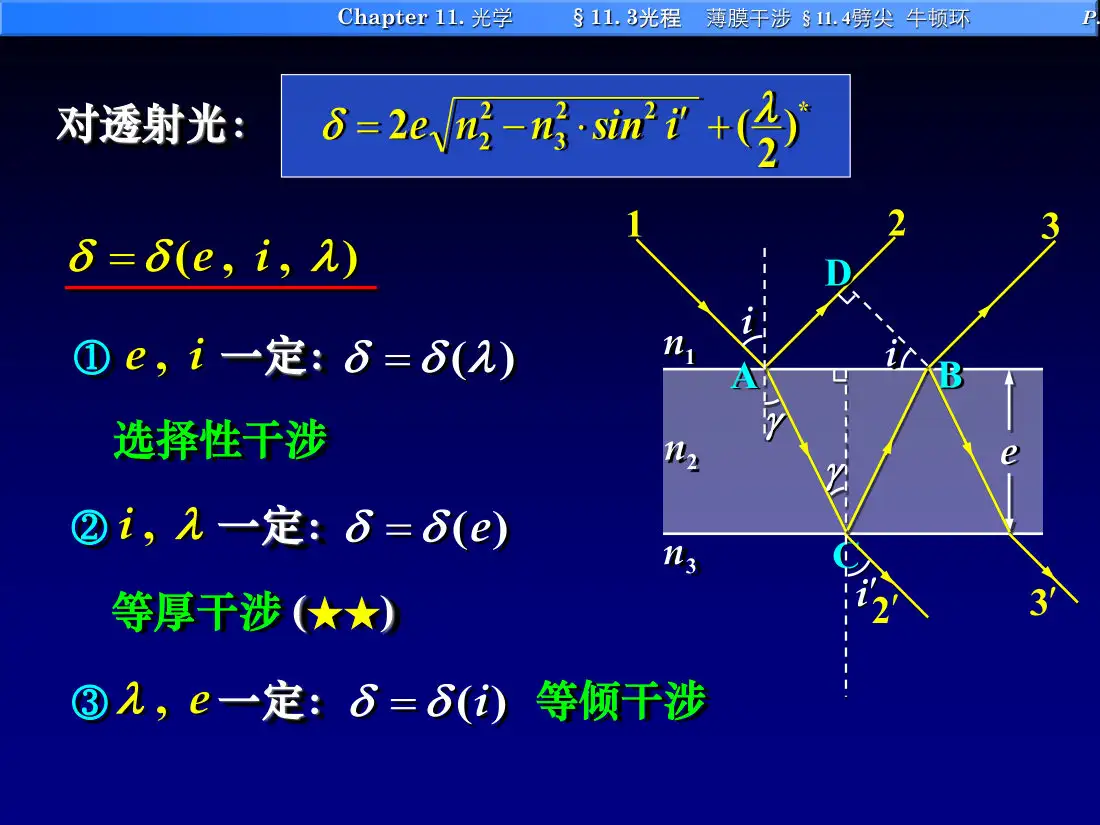 Chapter 11. 光学 §11.3光程 薄膜干涉 §11.4劈尖 牛顿环 P.
对透射光: δ = 2e√(n₂² − n₃² · sin² i′) + (λ/2)*
δ = δ(e, i, λ)
① e, i 一定: δ = δ(λ)
选择性干涉
② i, λ 一定: δ = δ(e)
等厚干涉 (★★)
③ λ, e 一定: δ = δ(i) 等倾干涉
1 2 3
D
i
n₁ i
A B
γ
n₂ e
γ
n₃ C
i′ 2′ 3′